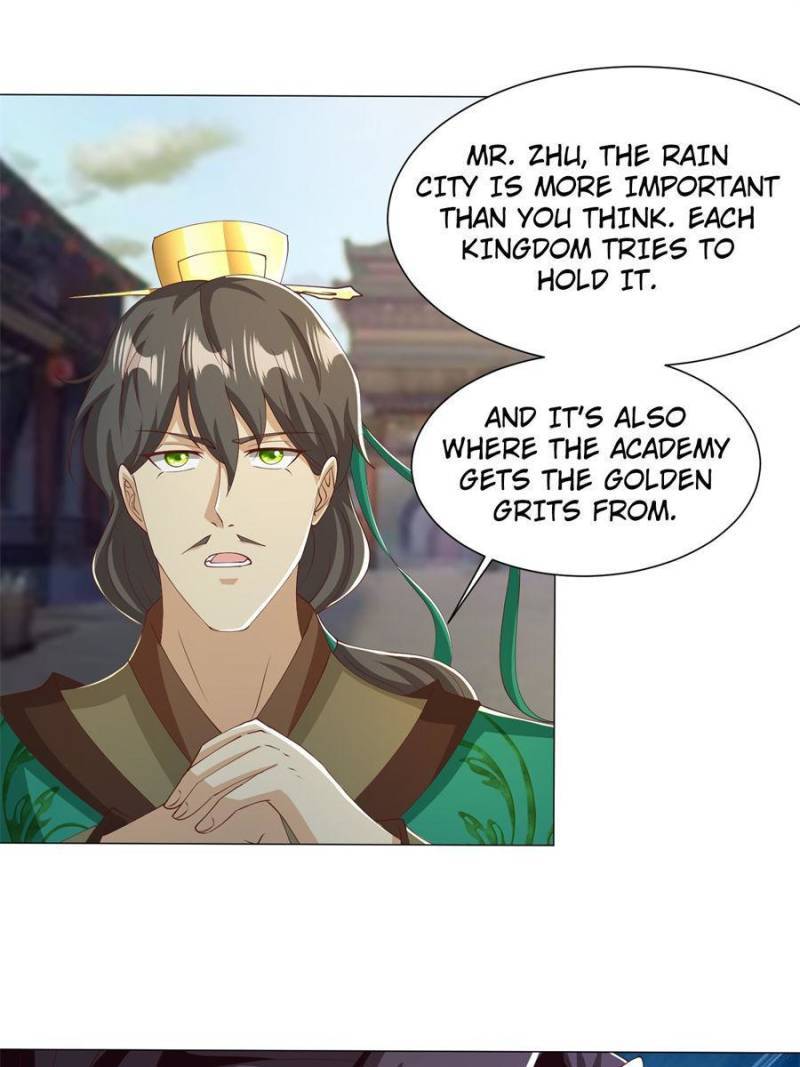 MR. ZHU, THE RAIN
CITY IS MORE IMPORTANT
THAN YOU THINK. EACH
KINGDOM TRIES TO
HOLD IT.
AND IT'S ALSO
WHERE THE ACADEMY
GETS THE GOLDEN
GRITS FROM.